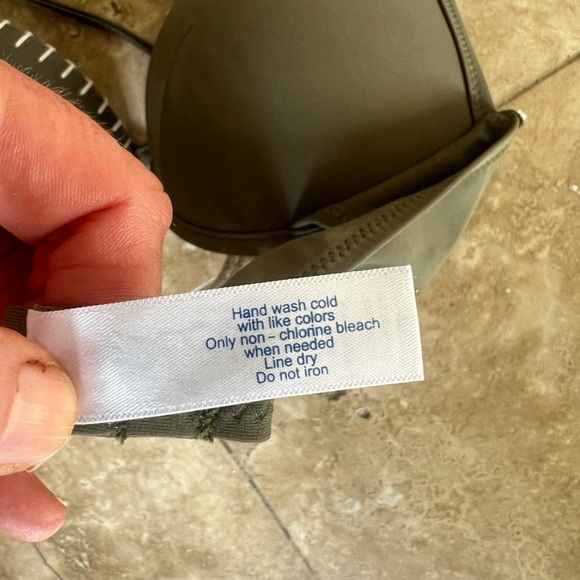 Hand wash cold
with like colors
Only non - chlorine bleach
when needed
Line dry
Do not iron